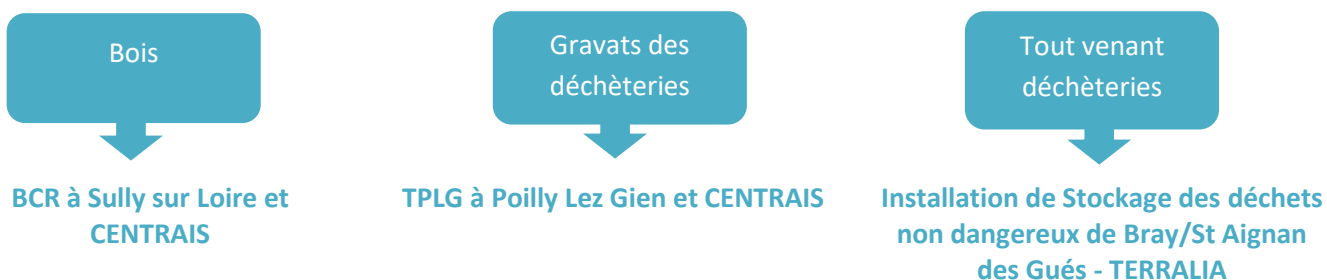 Bois
BCR à Sully sur Loire et
CENTRAIS
Gravats des
déchèteries
TPLG à Poilly Lez Gien et CENTRAIS
Tout venant
déchèteries
Installation de Stockage des déchets
non dangereux de Bray/St Aignan
des Gués - TERRALIA